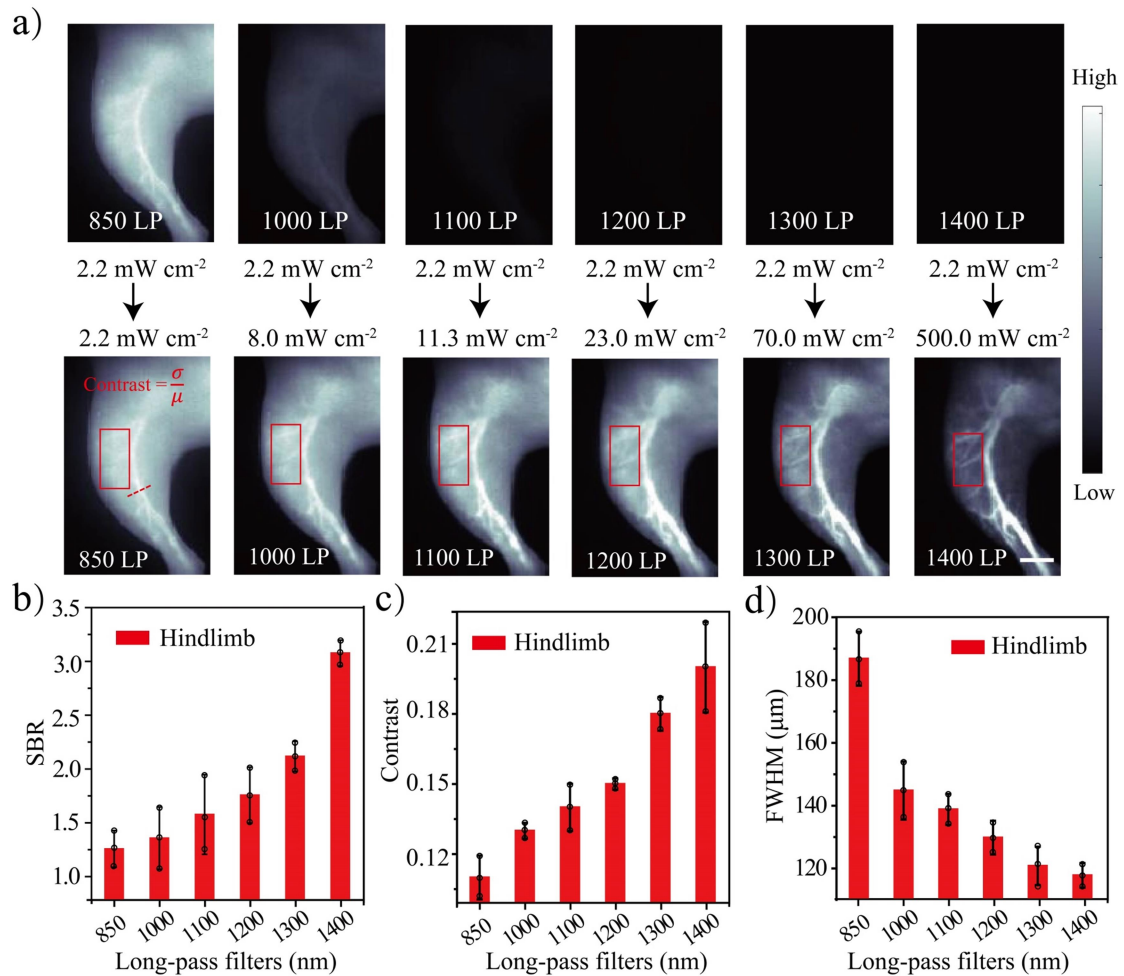 a)
High
850 LP
1000 LP
1100 LP
1200 LP
1300 LP
1400 LP
2.2 mW cm⁻²
2.2 mW cm⁻²
2.2 mW cm⁻²
2.2 mW cm⁻²
2.2 mW cm⁻²
2.2 mW cm⁻²
2.2 mW cm⁻²
8.0 mW cm⁻²
11.3 mW cm⁻²
23.0 mW cm⁻²
70.0 mW cm⁻²
500.0 mW cm⁻²
Contrast = σ/μ
Low
850 LP
1000 LP
1100 LP
1200 LP
1300 LP
1400 LP
b)
3.5
3.0
2.5
2.0
1.5
1.0
SBR
Hindlimb
850
1000
1100
1200
1300
1400
Long-pass filters (nm)
c)
0.21
0.18
0.15
0.12
Contrast
Hindlimb
850
1000
1100
1200
1300
1400
Long-pass filters (nm)
d)
200
180
160
140
120
FWHM (μm)
Hindlimb
850
1000
1100
1200
1300
1400
Long-pass filters (nm)